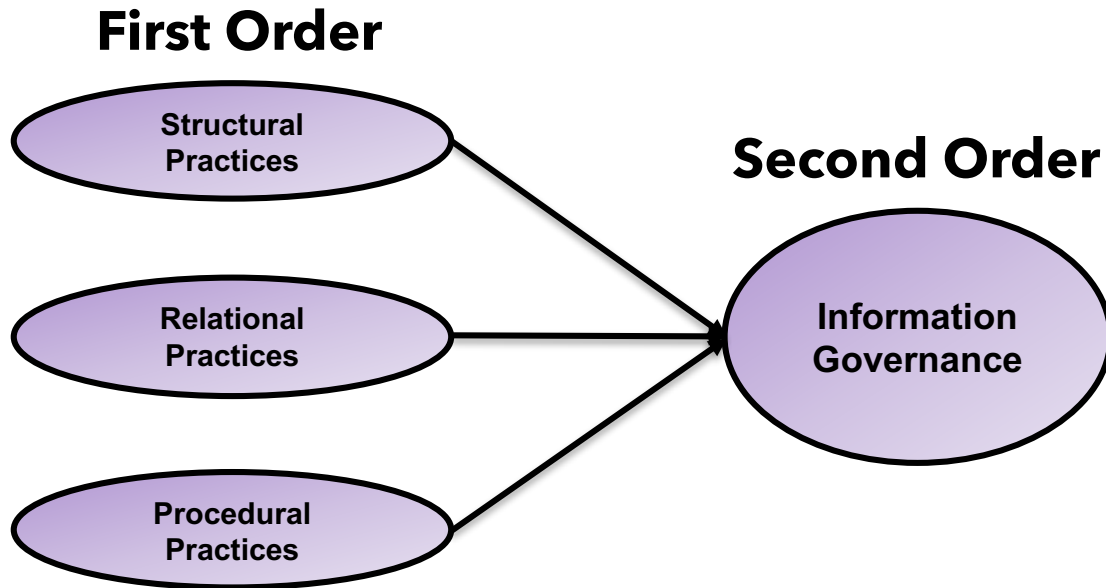 First Order
Structural
Practices
Second Order
Relational
Practices
Information
Governance
Procedural
Practices